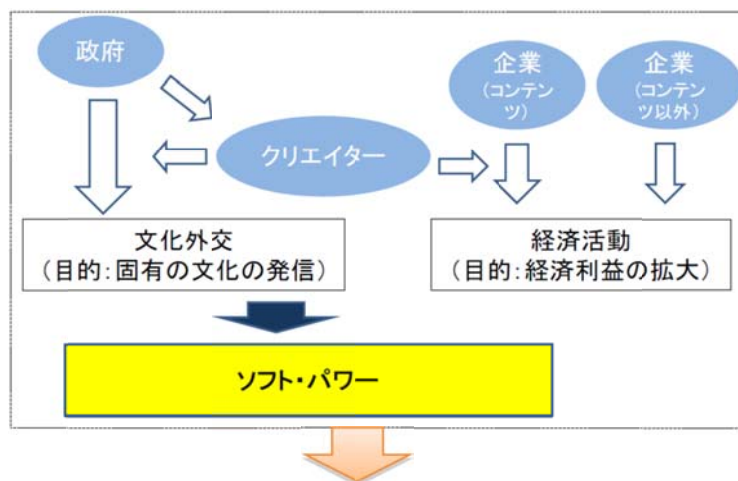 政府
企業
(コンテン
ツ)
企業
(コンテン
ツ以外)
クリエイター
文化外交
(目的:固有の文化の発信)
経済活動
(目的:経済利益の拡大)
ソフト・パワー